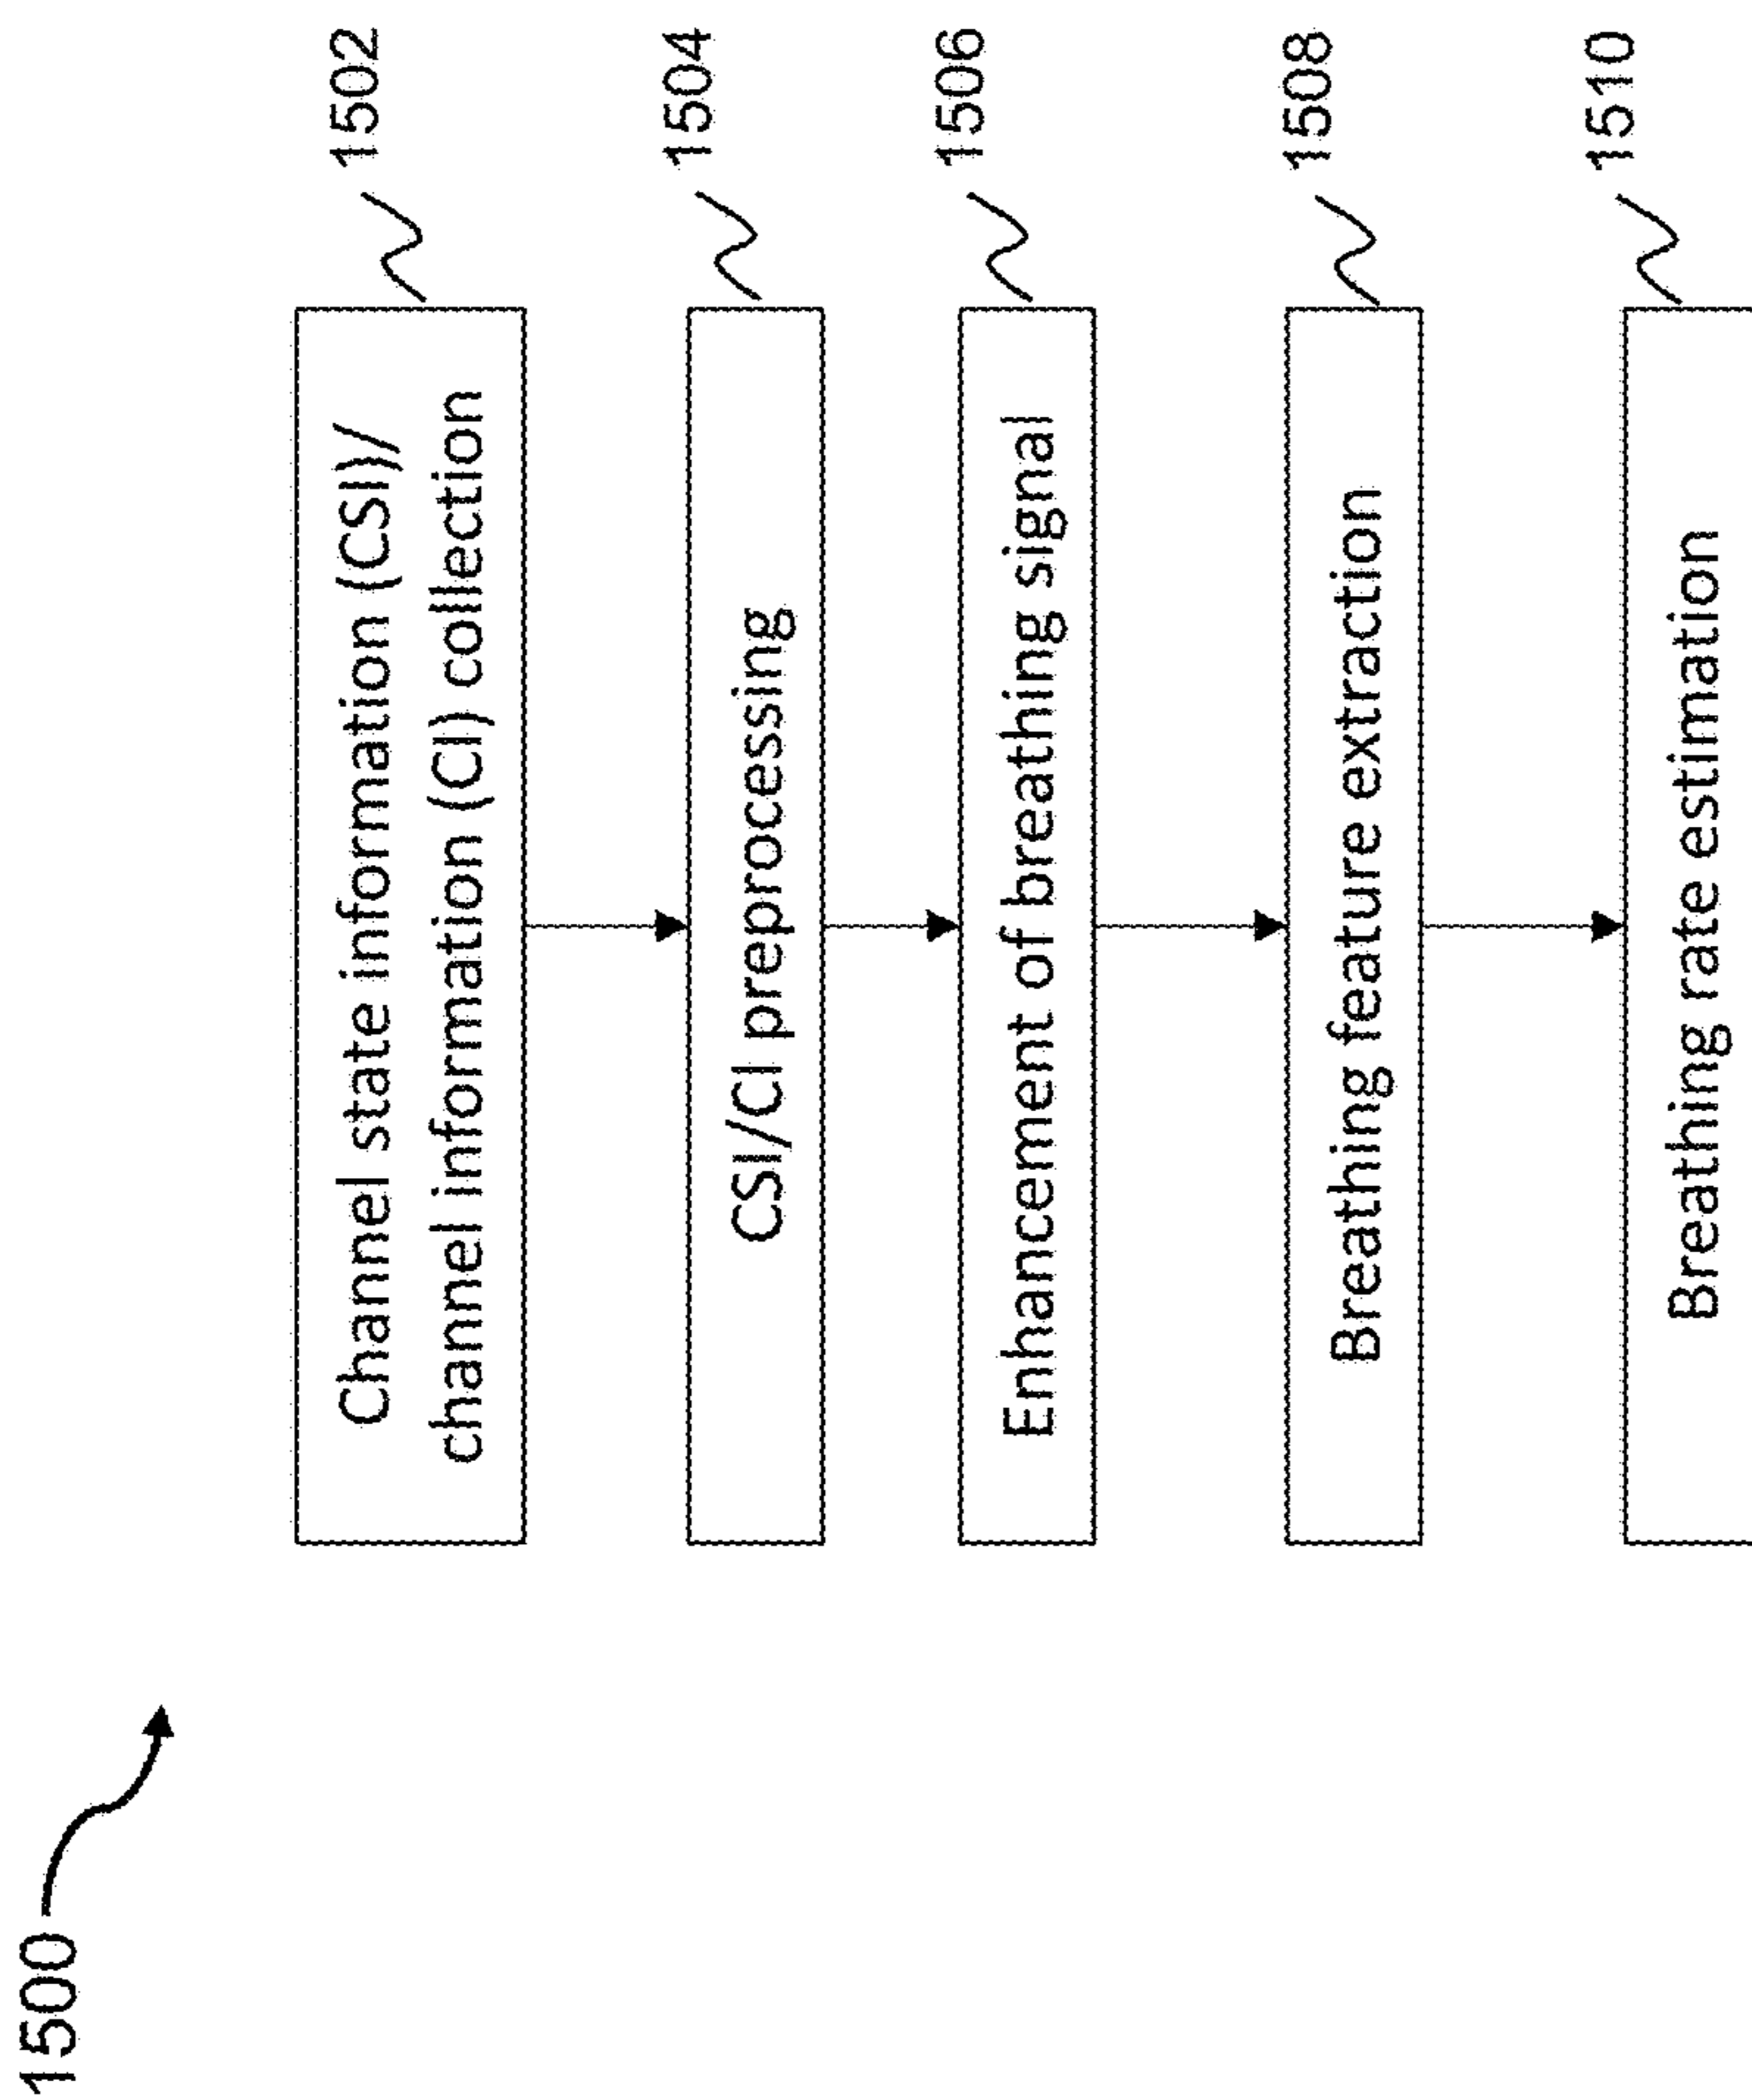 1500
Channel state information (CSI)/
channel information (CI) collection
1502
CSI/CI preprocessing
1504
Enhancement of breathing signal
1506
Breathing feature extraction
1508
Breathing rate estimation
1510